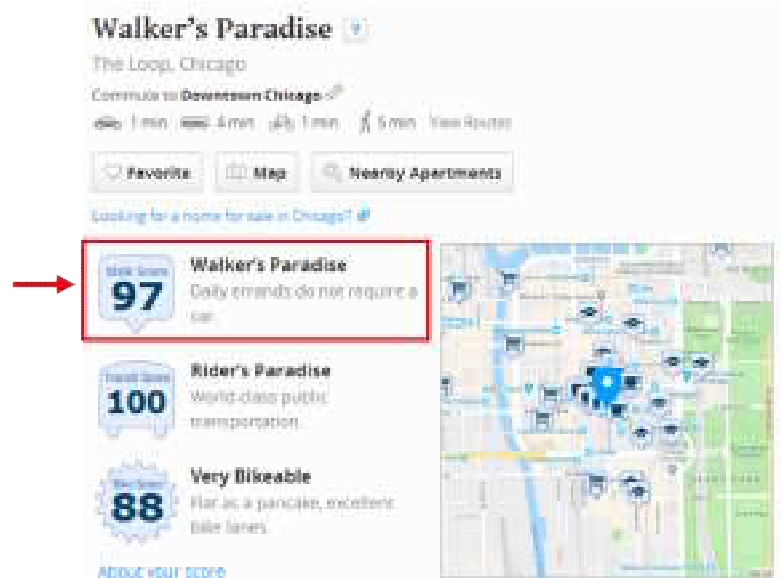 Walker's Paradise
The Loop, Chicago
Commute to Downtown Chicago
1 min 4 min 1 min 5 min View Routes
Favorite Map Nearby Apartments
Looking for a home for sale in Chicago?
Walk Score
97
Walker's Paradise
Daily errands do not require a
car.
Transit Score
100
Rider's Paradise
World-class public
transportation.
Bike Score
88
Very Bikeable
Flat as a pancake, excellent
bike lanes.
About your score